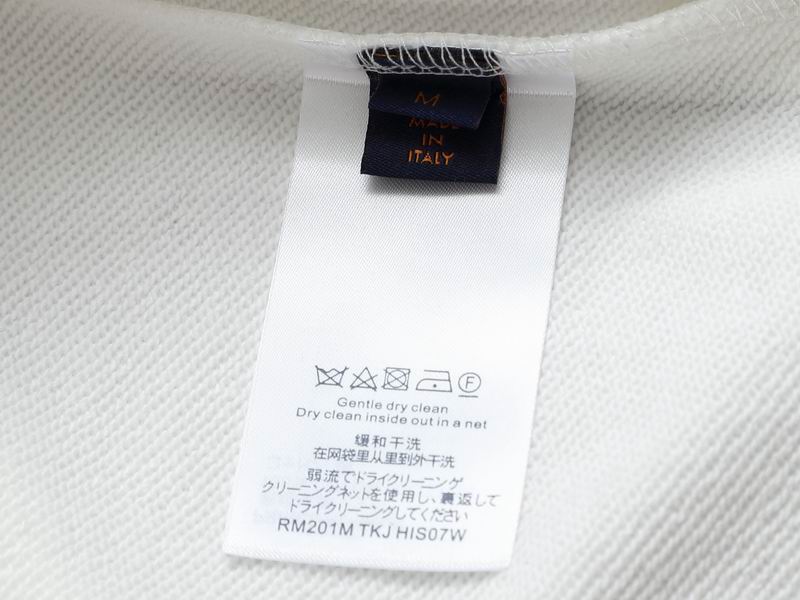 M
MADE
IN
ITALY
F
Gentle dry clean
Dry clean inside out in a net
缓和干洗
在网袋里从里到外干洗
弱流でドライクリーニング
クリーニングネットを使用し、裏返して
ドライクリーニングしてください
RM201M TKJ HIS07W